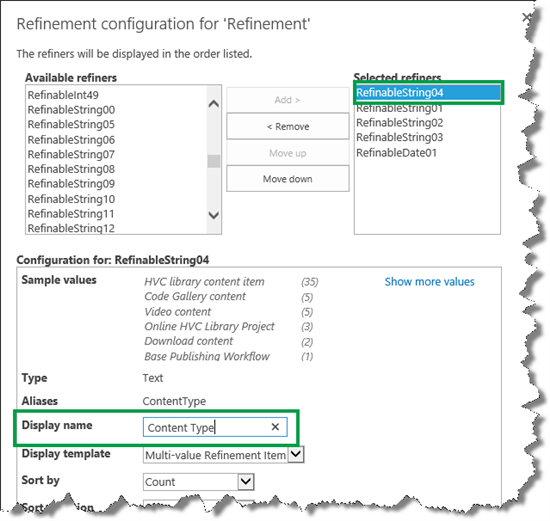 Refinement configuration for 'Refinement'
The refiners will be displayed in the order listed.
Available refiners
Selected refiners
RefinableInt49
RefinableString00
RefinableString05
RefinableString06
RefinableString07
RefinableString08
RefinableString09
RefinableString10
RefinableString11
RefinableString12
Add >
< Remove
Move up
Move down
RefinableString04
RefinableString01
RefinableString02
RefinableString03
RefinableDate01
Configuration for: RefinableString04
Sample values
HVC library content item (35)
Code Gallery content (5)
Video content (5)
Online HVC Library Project (3)
Download content (2)
Base Publishing Workflow (1)
Show more values
Type Text
Aliases ContentType
Display name Content Type
Display template Multi-value Refinement Item
Sort by Count